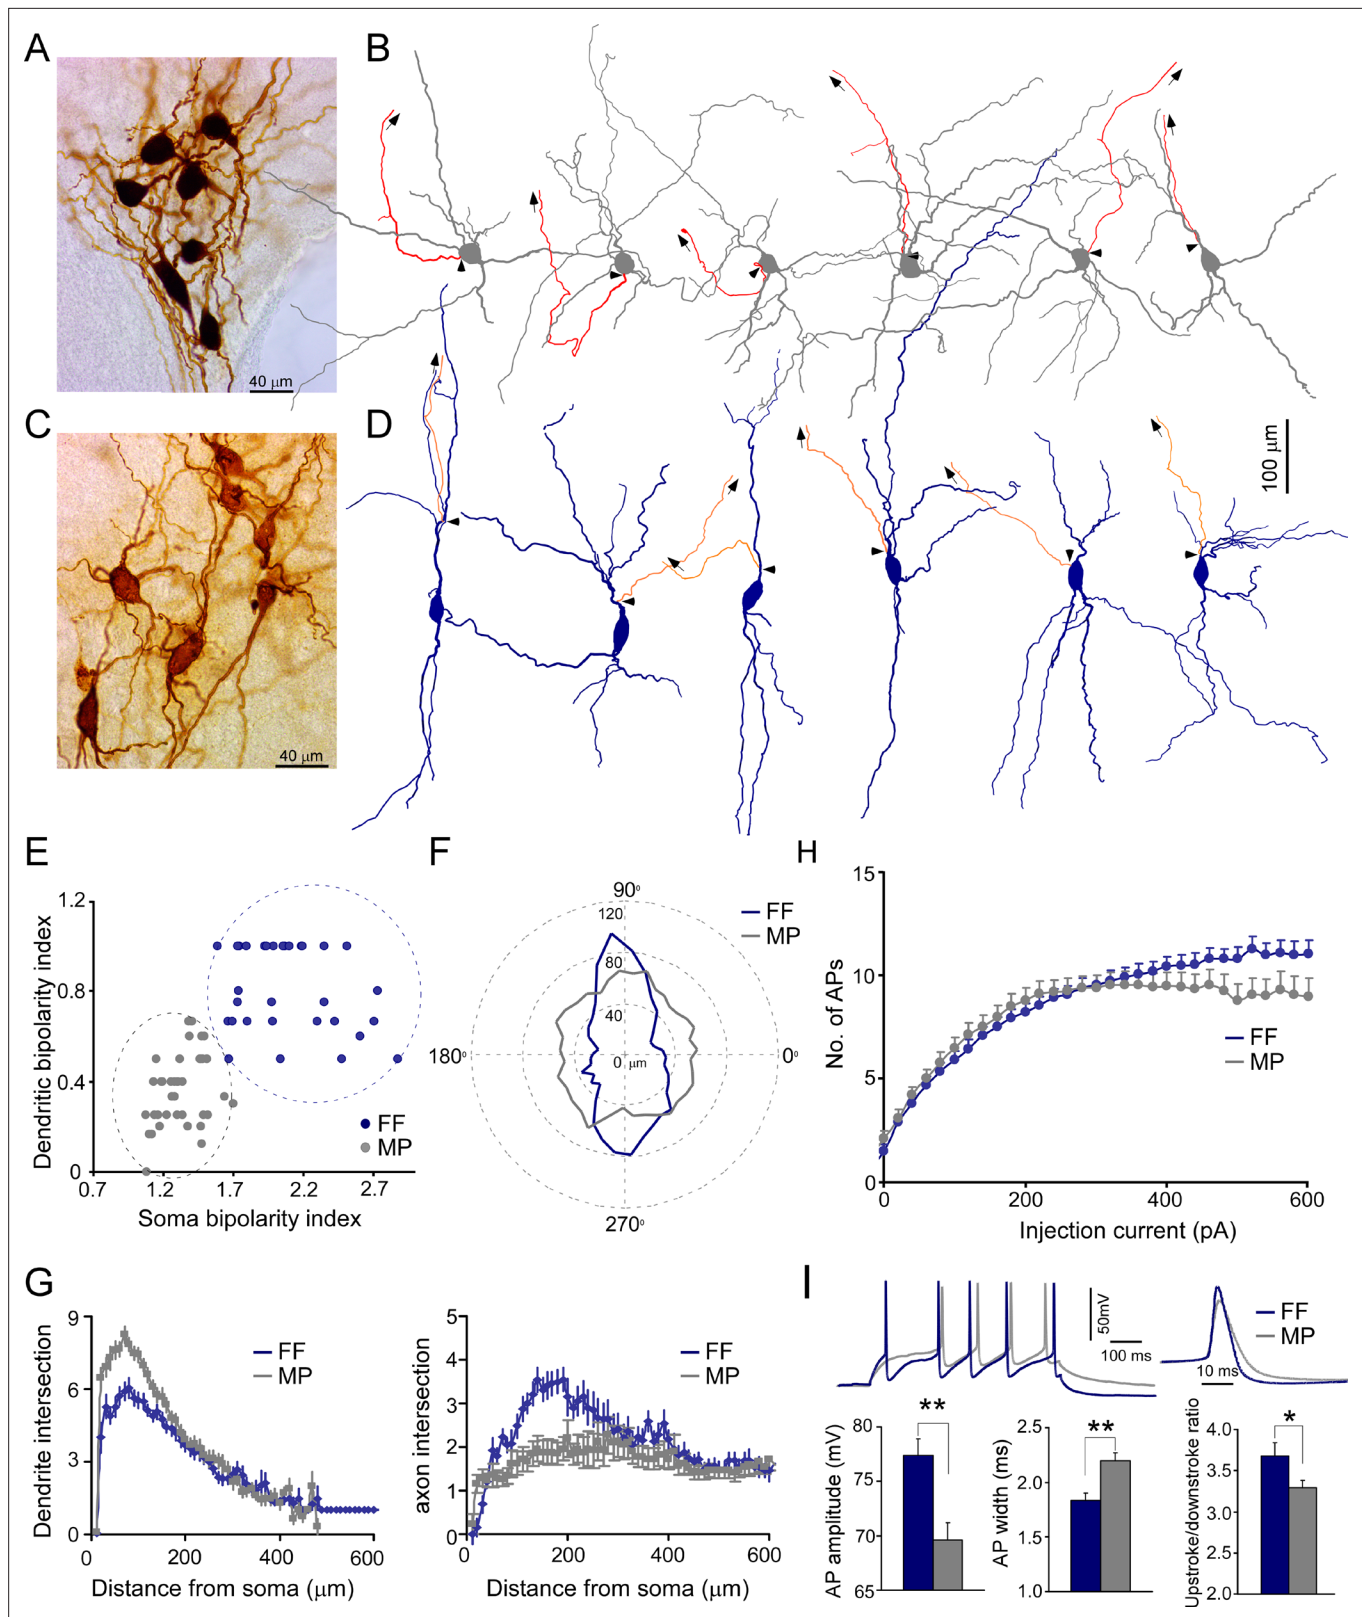 A
40 μm
B
C
40 μm
D
100 μm
E
Dendritic bipolarity index
1.2
0.8
0.4
0
0.7
1.2
1.7
2.2
2.7
Soma bipolarity index
FF
MP
F
90⁰
120
80
40
0 μm
180⁰
0⁰
270⁰
FF
MP
H
No. of APs
15
10
5
0
0
200
400
600
Injection current (pA)
FF
MP
G
Dendrite intersection
9
6
3
0
0
200
400
600
Distance from soma (μm)
FF
MP
axon intersection
5
4
3
2
1
0
0
200
400
600
Distance from soma (μm)
FF
MP
I
50mV
100 ms
FF
MP
10 ms
AP amplitude (mV)
80
75
70
65
**
AP width (ms)
2.5
2.0
1.5
1.0
**
Upstroke/downstroke ratio
4.0
3.5
3.0
2.5
2.0
*